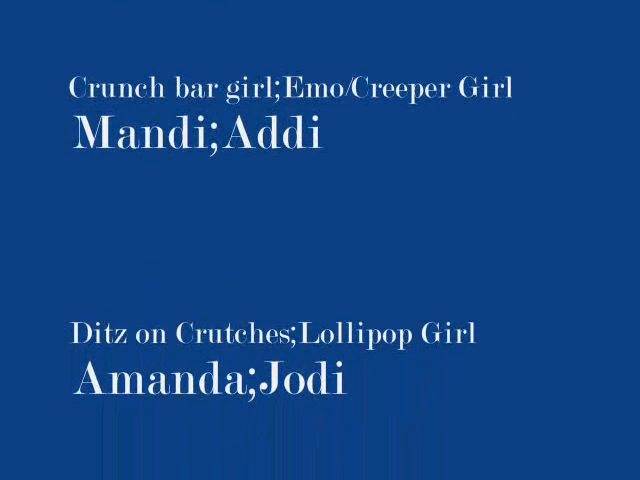 Crunch bar girl;Emo/Creeper Girl
Mandi;Addi
Ditz on Crutches;Lollipop Girl
Amanda;Jodi